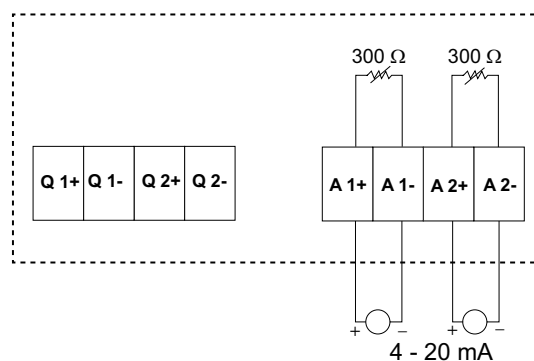 300 Ω 300 Ω
Q 1+ Q 1- Q 2+ Q 2- A 1+ A 1- A 2+ A 2-
+ − + −
4 - 20 mA